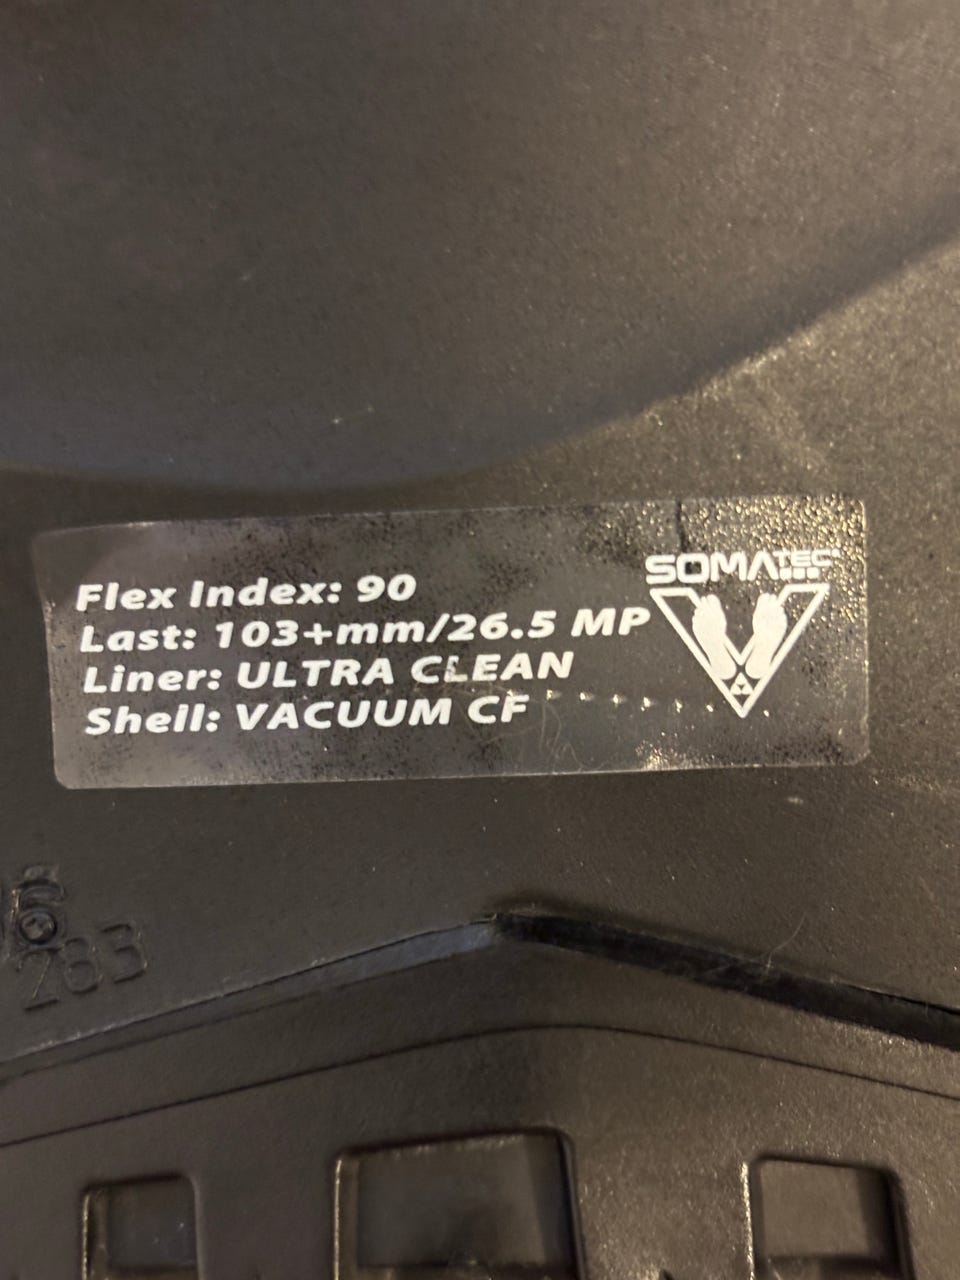 SOMATEC
Flex Index: 90
Last: 103+mm/26.5 MP
Liner: ULTRA CLEAN
Shell: VACUUM CF
283